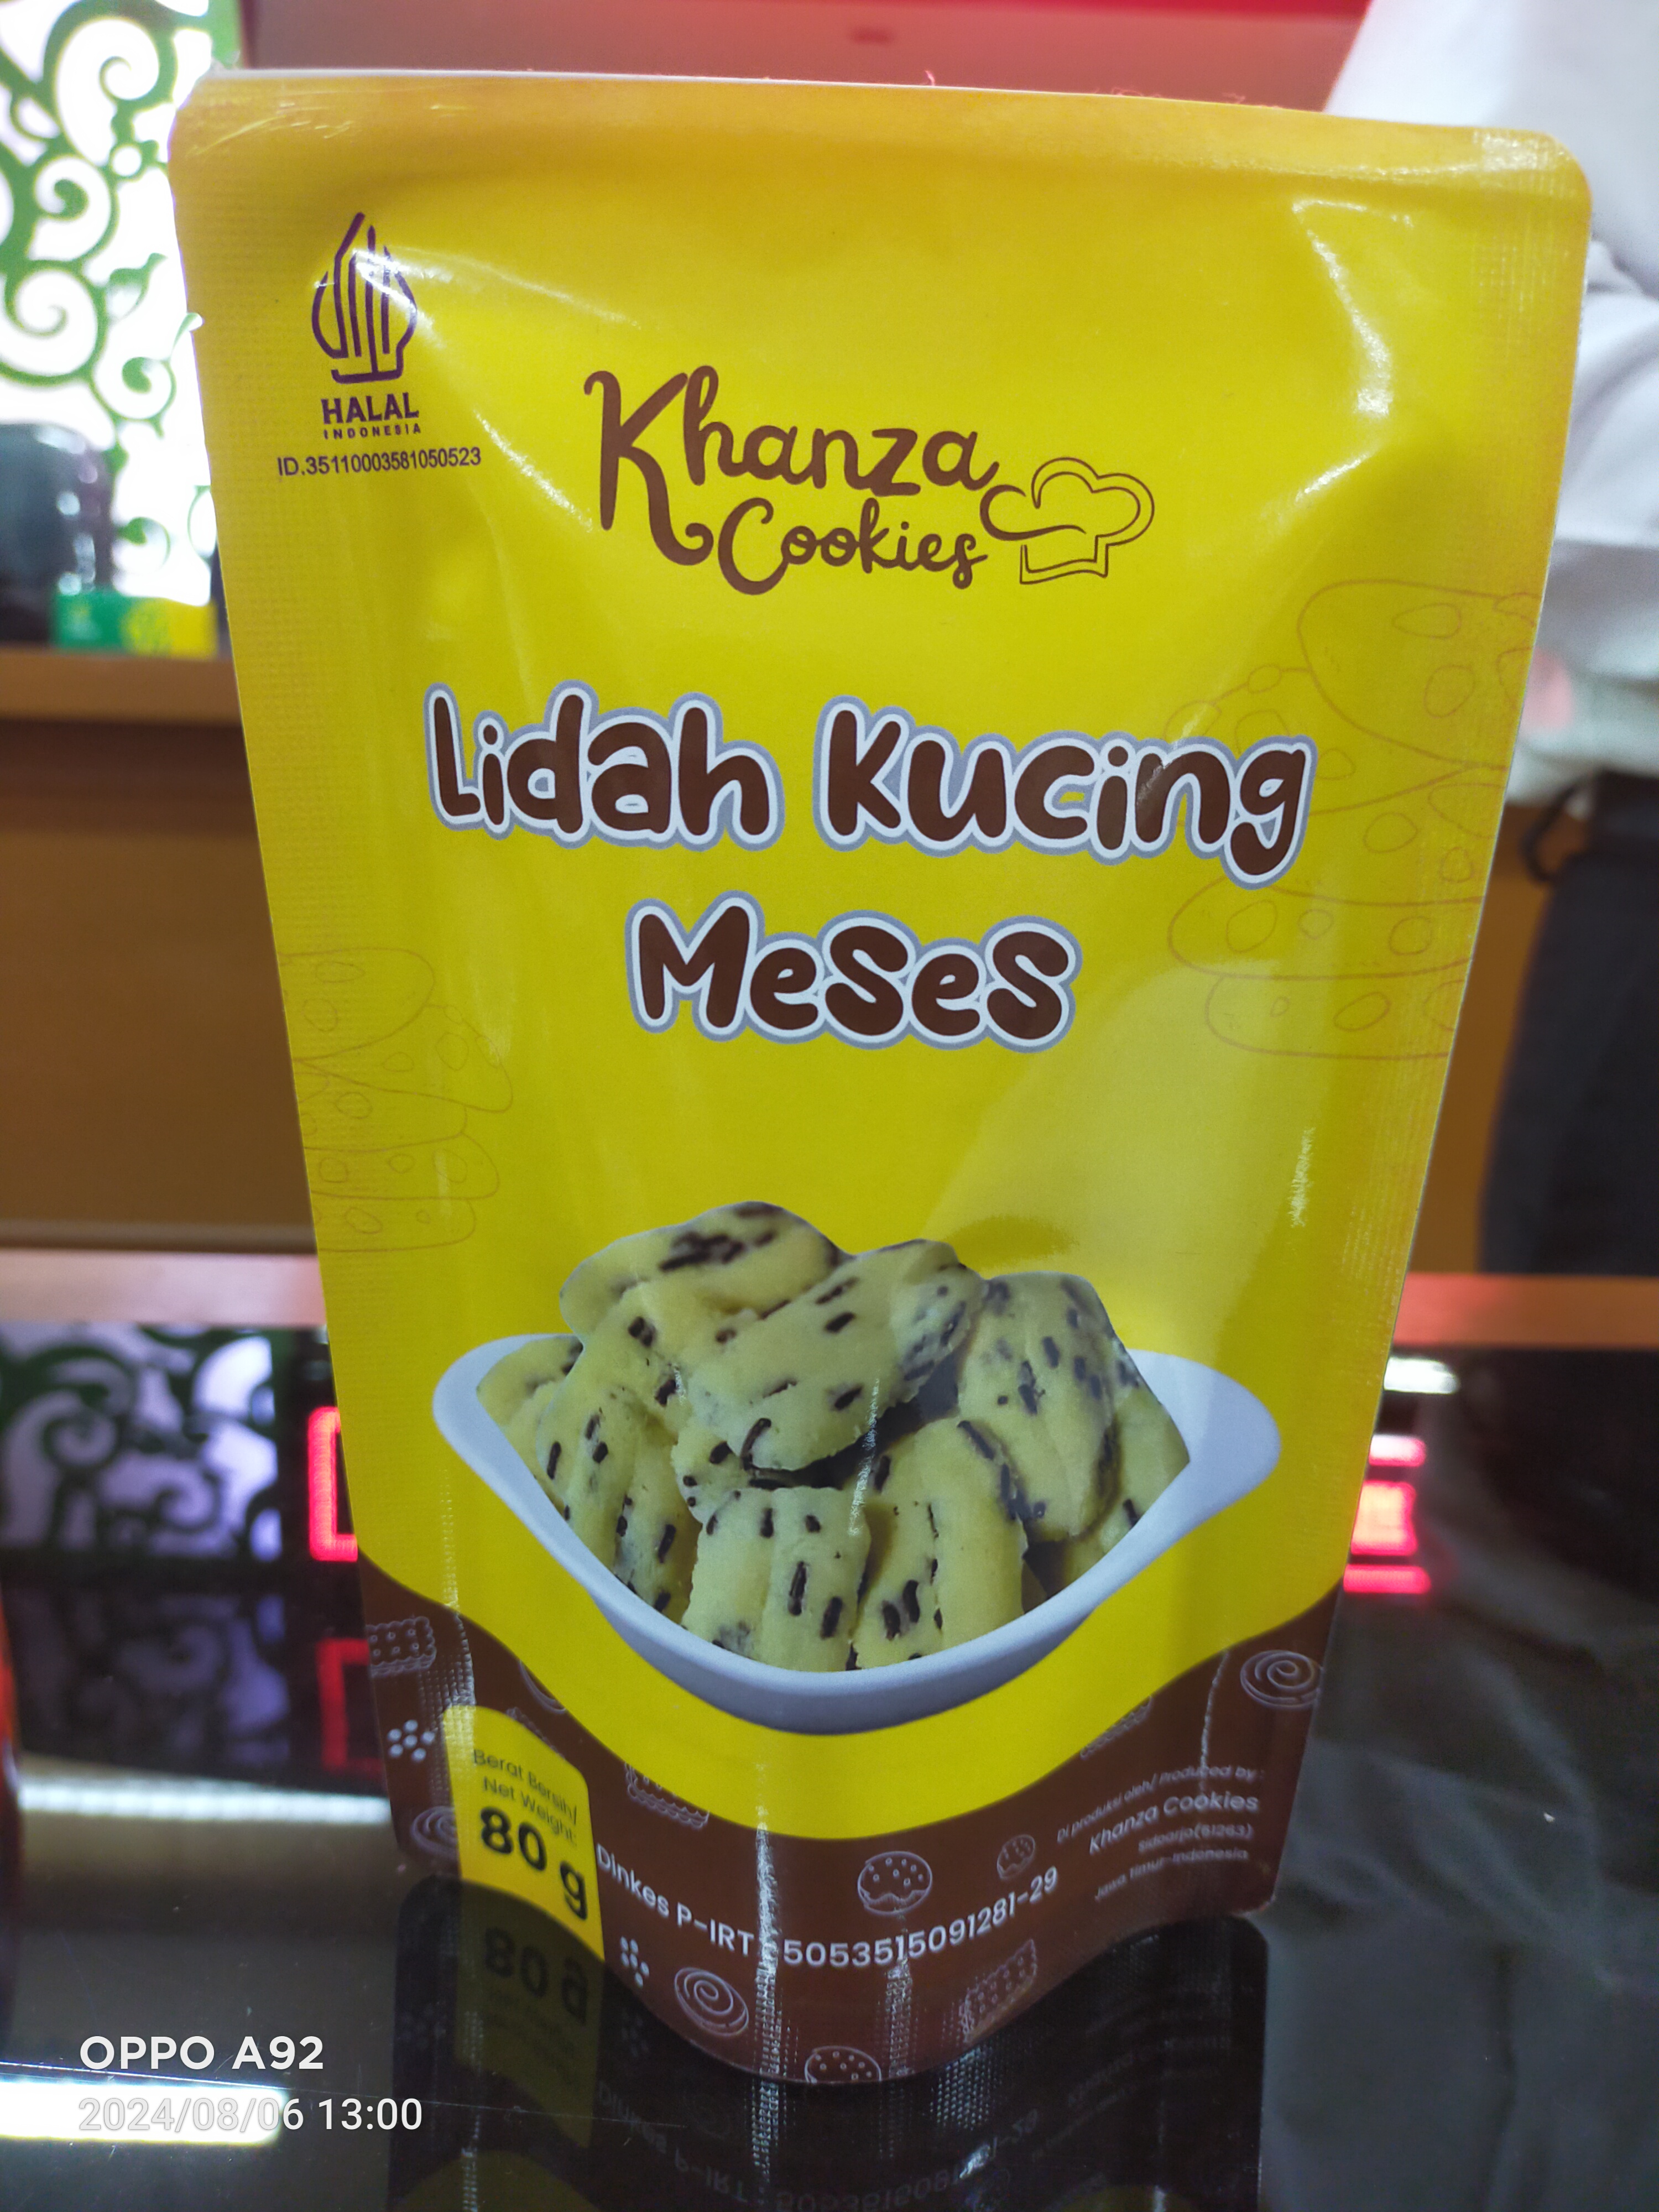 HALAL
INDONESIA
ID.35110003581050523
Khanza
Cookies
Lidah Kucing
Meses
Berat Bersih/
Net Weight:
80 g
Dinkes P-IRT : 5053515091281-29
Di produksi oleh/ Produced by :
Khanza Cookies
Sidoarjo(61263)
Jawa Timur-Indonesia
OPPO A92
2024/08/06 13:00